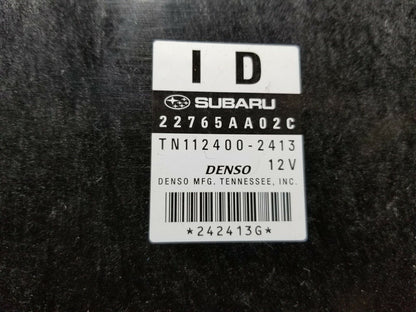 I D
SUBARU
22765AA02C
TN112400-2413
DENSO 12V
DENSO MFG. TENNESSEE, INC.
*242413G*